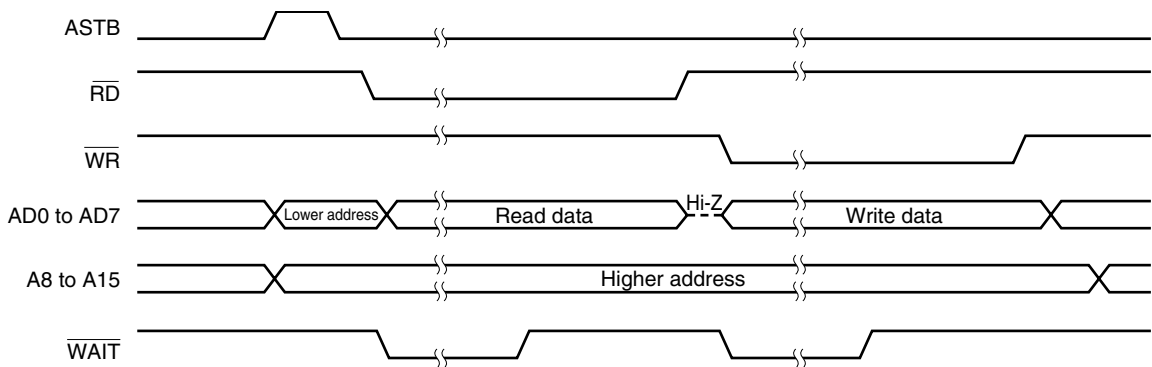 ASTB
RD
WR
Hi-Z
AD0 to AD7 Lower address Read data Write data
A8 to A15 Higher address
WAIT